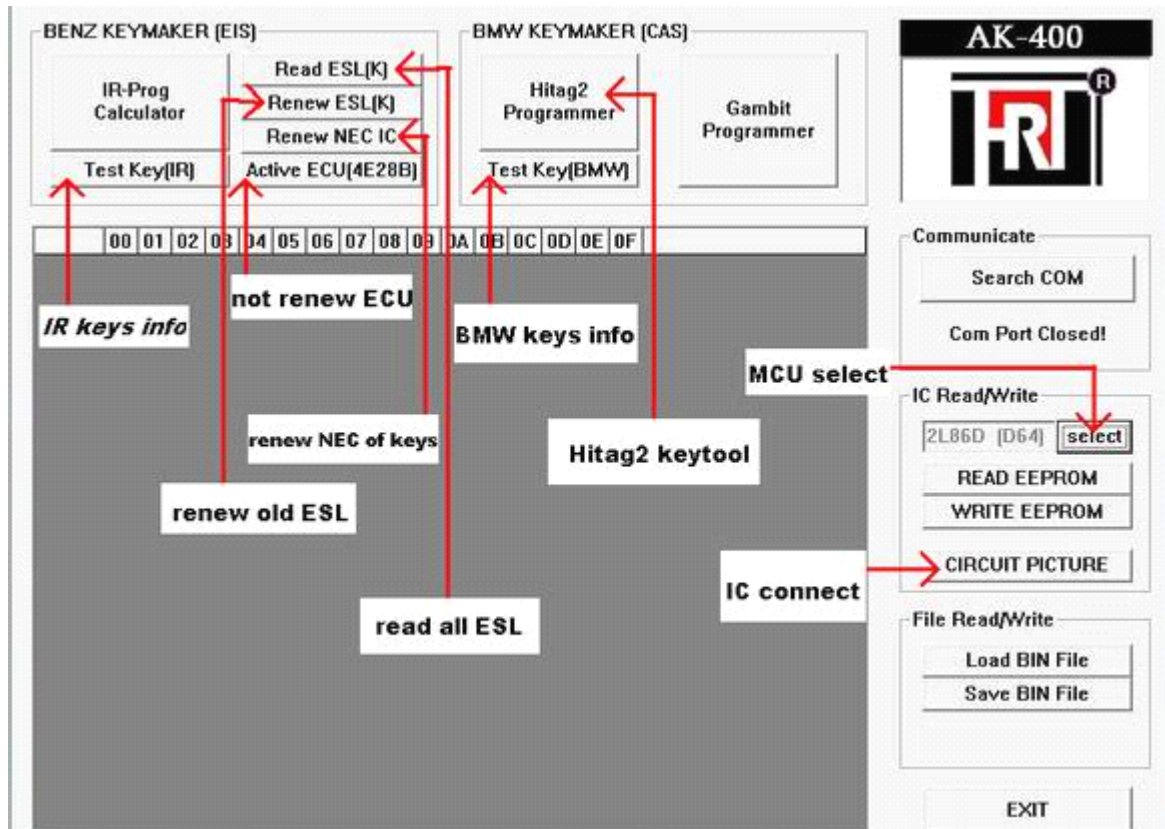 BENZ KEYMAKER (EIS)
IR-Prog
Calculator
Read ESL(K)
Renew ESL(K)
Renew NEC IC
Test Key(IR)
Active ECU(4E28B)
BMW KEYMAKER (CAS)
Hitag2
Programmer
Gambit
Programmer
Test Key(BMW)
AK-400
HRT
R
00 01 02 03 04 05 06 07 08 09 0A 0B 0C 0D 0E 0F
IR keys info
not renew ECU
renew NEC of keys
renew old ESL
read all ESL
BMW keys info
Hitag2 keytool
MCU select
IC connect
Communicate
Search COM
Com Port Closed!
IC Read/Write
2L86D (D64)
select
READ EEPROM
WRITE EEPROM
CIRCUIT PICTURE
File Read/Write
Load BIN File
Save BIN File
EXIT